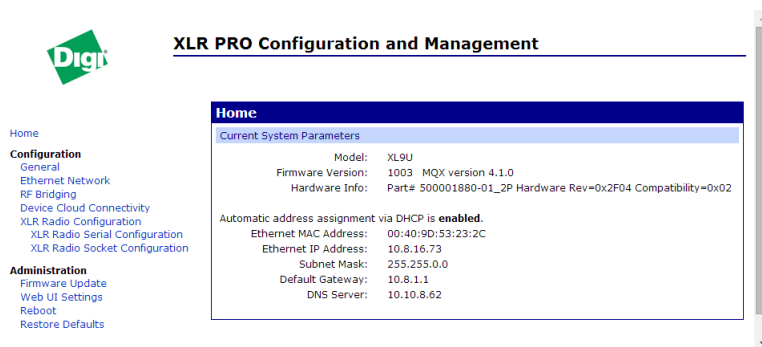 Digi
XLR PRO Configuration and Management
Home
Configuration
General
Ethernet Network
RF Bridging
Device Cloud Connectivity
XLR Radio Configuration
XLR Radio Serial Configuration
XLR Radio Socket Configuration
Administration
Firmware Update
Web UI Settings
Reboot
Restore Defaults
Home
Current System Parameters
Model: XL9U
Firmware Version: 1003 MQX version 4.1.0
Hardware Info: Part# 500001880-01_2P Hardware Rev=0x2F04 Compatibility=0x02
Automatic address assignment via DHCP is enabled.
Ethernet MAC Address: 00:40:9D:53:23:2C
Ethernet IP Address: 10.8.16.73
Subnet Mask: 255.255.0.0
Default Gateway: 10.8.1.1
DNS Server: 10.10.8.62